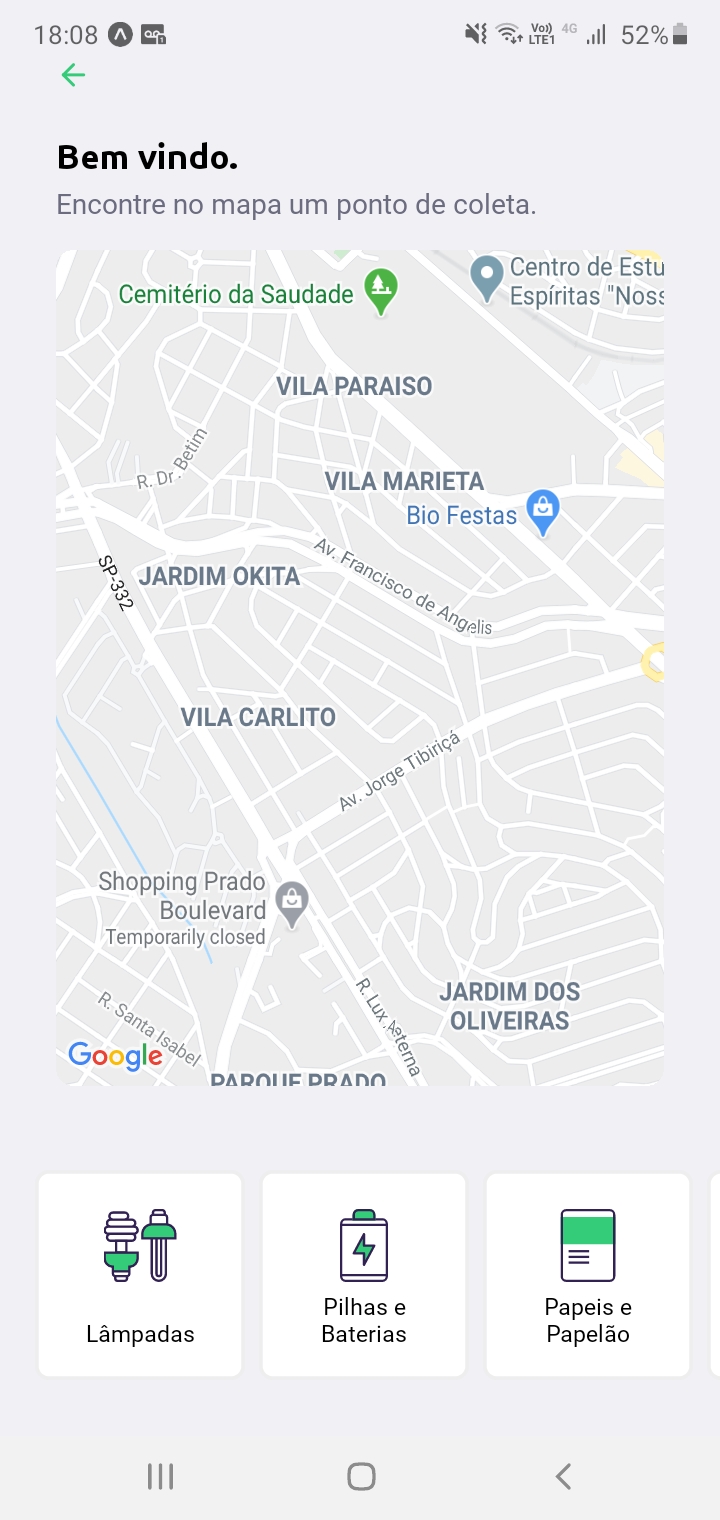 18:08
Vo)) 4G 52%
LTE1
Bem vindo.
Encontre no mapa um ponto de coleta.
Centro de Estu
Espíritas "Noss
Cemitério da Saudade
VILA PARAISO
R. Dr. Betim
VILA MARIETA
Bio Festas
Av. Francisco de Angelis
SP-332
JARDIM OKITA
VILA CARLITO
Av. Jorge Tibiriçá
Shopping Prado
Boulevard
Temporarily closed
R. Lux Aeterna
JARDIM DOS
OLIVEIRAS
R. Santa Isabel
Google
PARQUE PRADO
Lâmpadas
Pilhas e
Baterias
Papeis e
Papelão